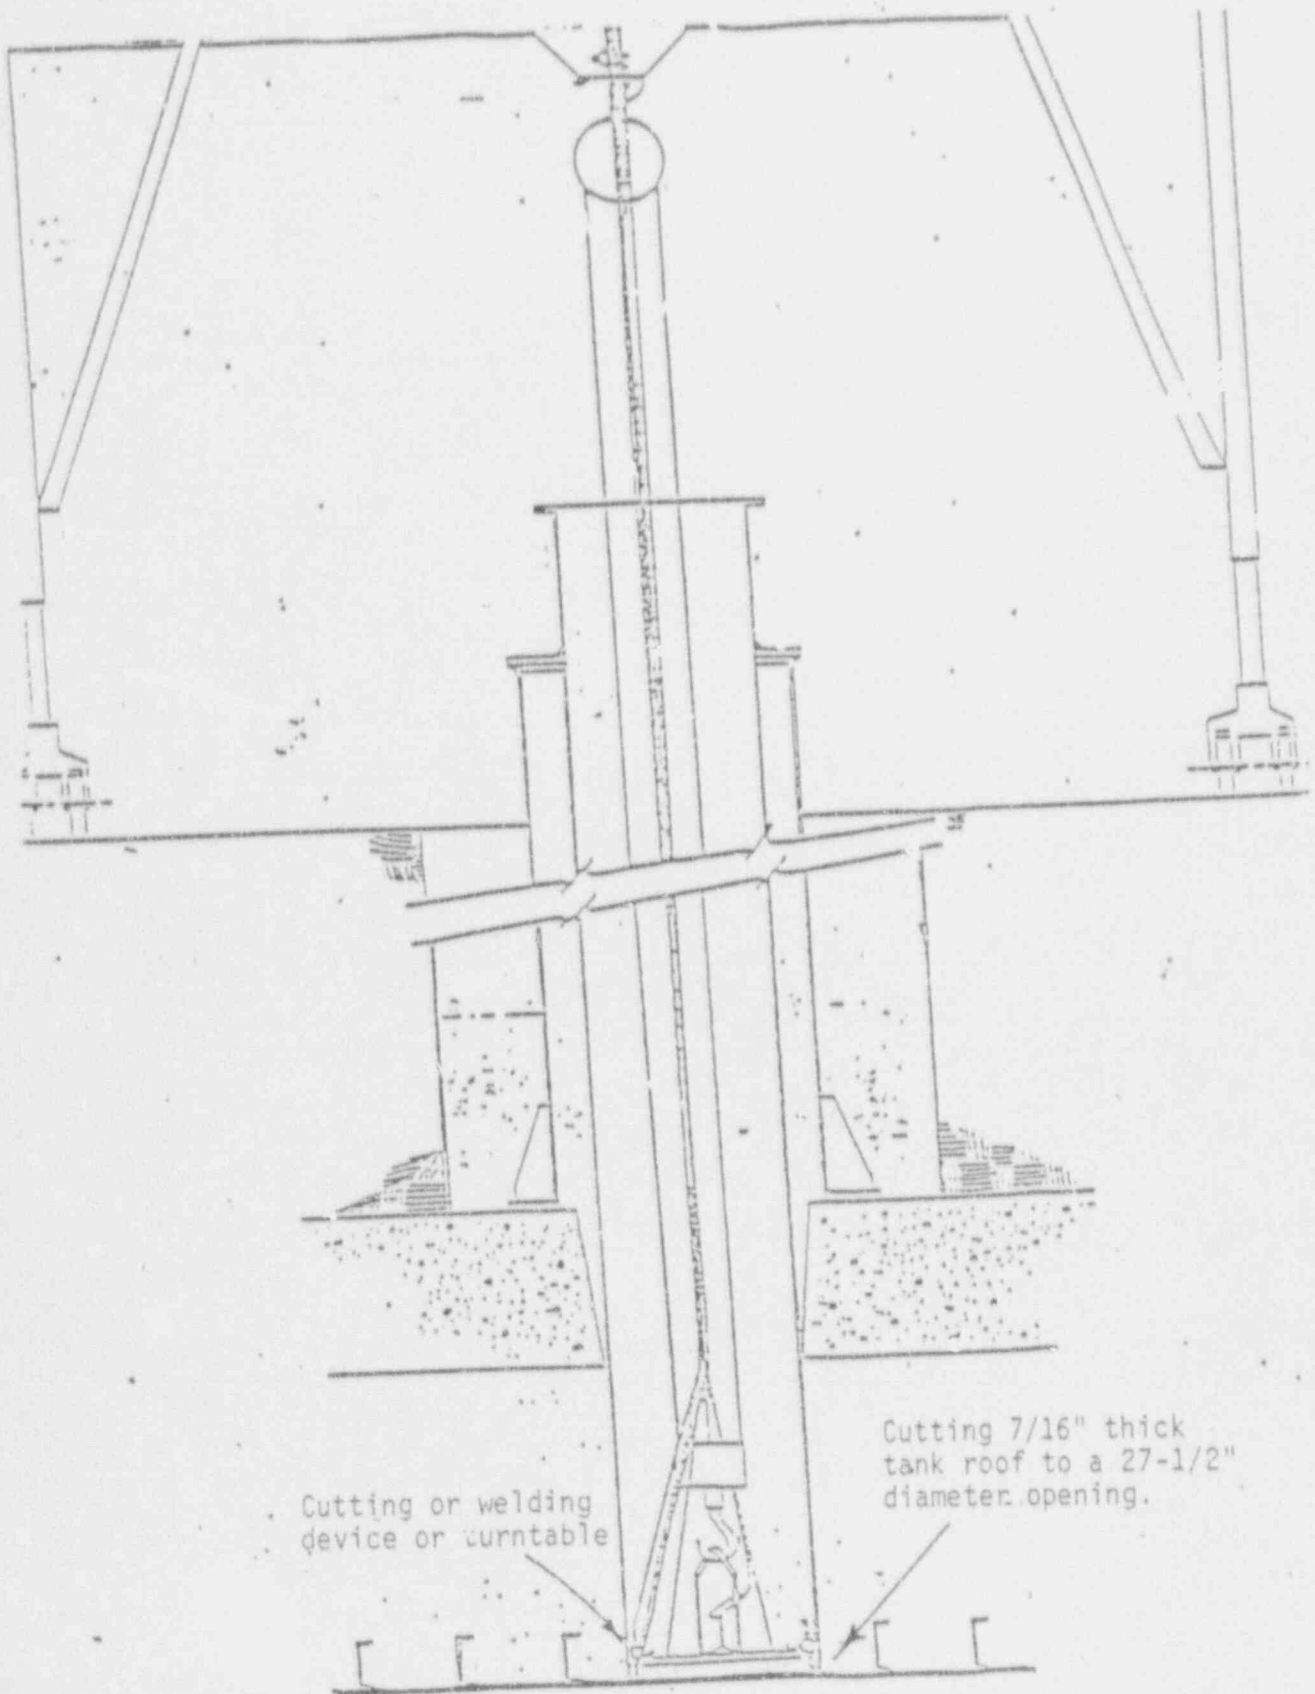 Cutting 7/16" thick
tank roof to a 27-1/2"
diameter opening.
Cutting or welding
device or turntable